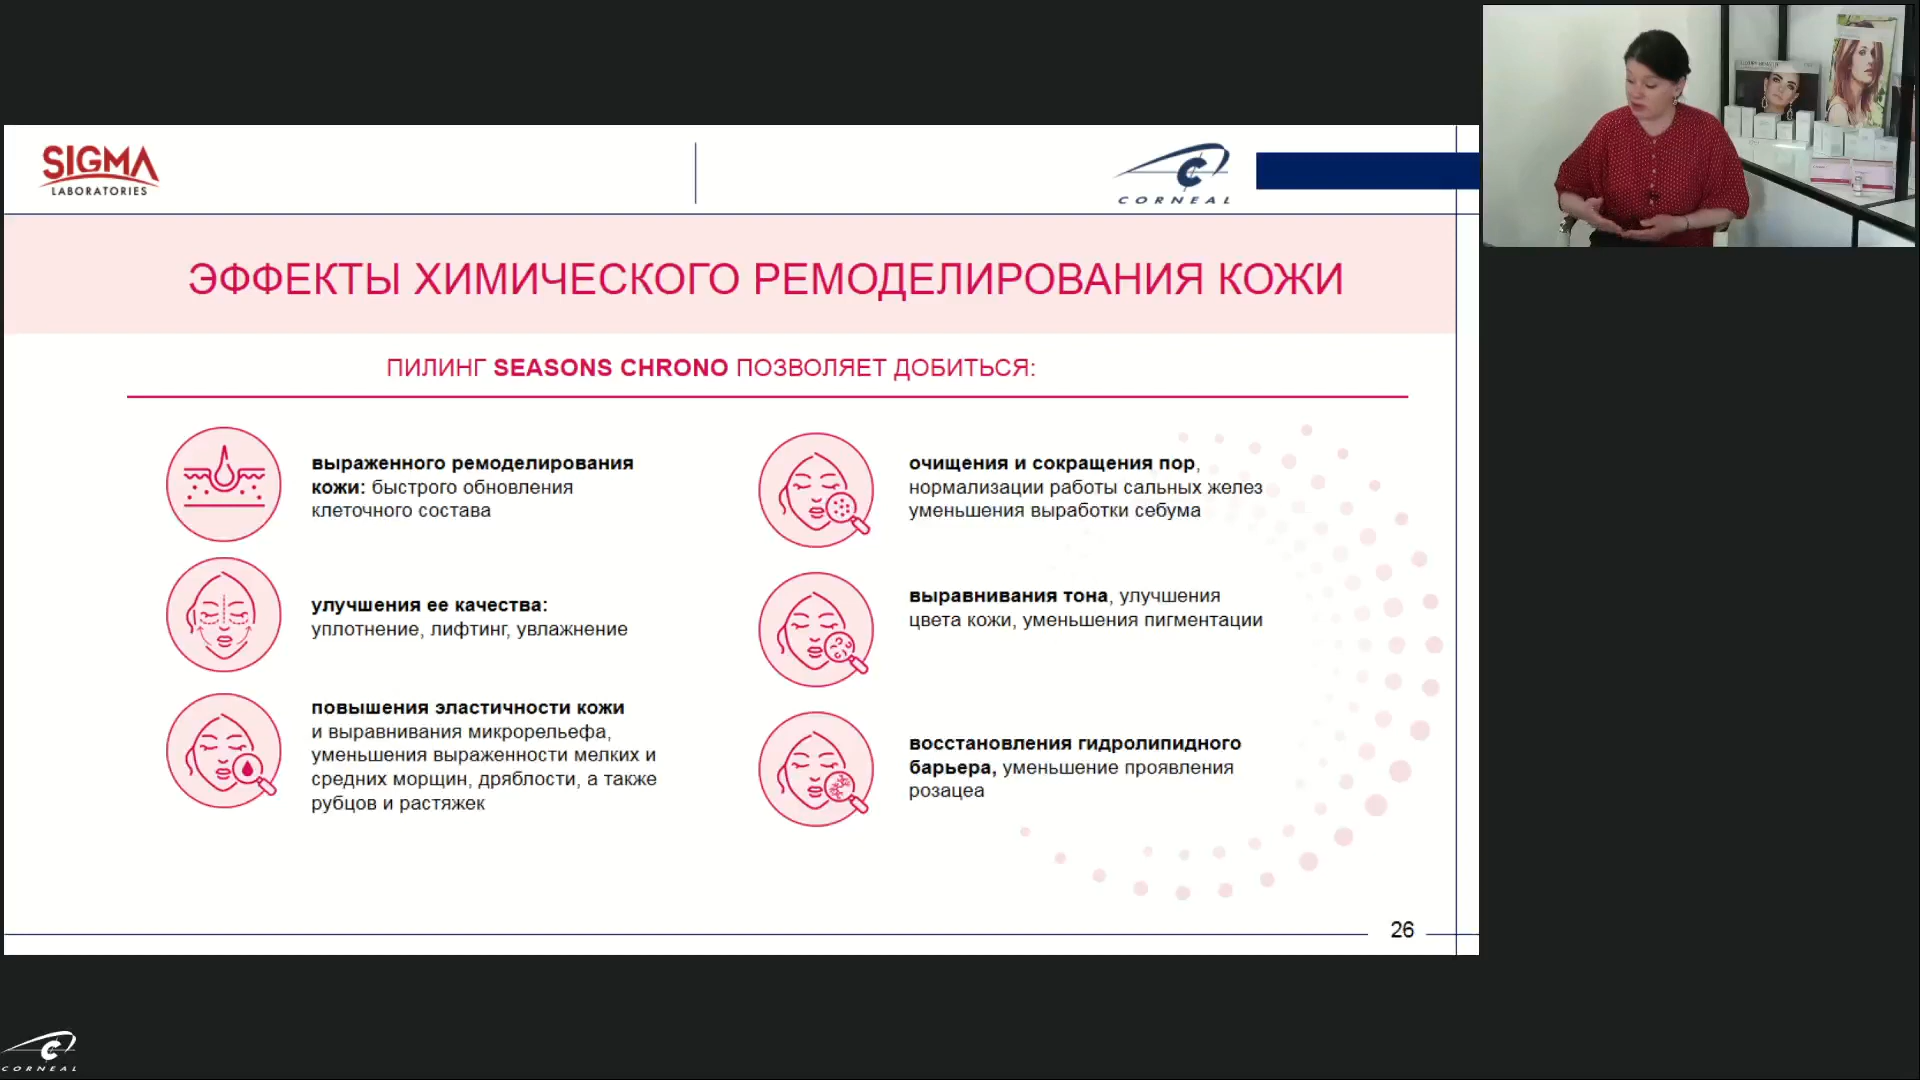 SIGMA
LABORATORIES
CORNEAL
ЭФФЕКТЫ ХИМИЧЕСКОГО РЕМОДЕЛИРОВАНИЯ КОЖИ
ПИЛИНГ SEASONS CHRONO ПОЗВОЛЯЕТ ДОБИТЬСЯ:
выраженного ремоделирования
кожи: быстрого обновления
клеточного состава
улучшения ее качества:
уплотнение, лифтинг, увлажнение
повышения эластичности кожи
и выравнивания микрорельефа,
уменьшения выраженности мелких и
средних морщин, дряблости, а также
рубцов и растяжек
очищения и сокращения пор,
нормализации работы сальных желез
уменьшения выработки себума
выравнивания тона, улучшения
цвета кожи, уменьшения пигментации
восстановления гидролипидного
барьера, уменьшение проявления
розацеа
26
CORNEAL